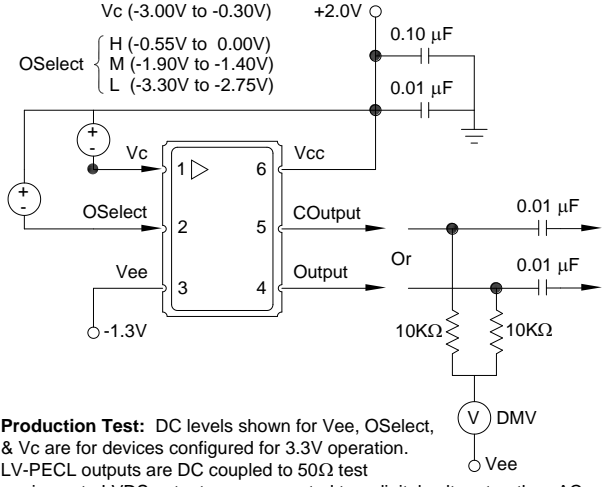 Vc (-3.00V to -0.30V)
+2.0V
OSelect
H (-0.55V to 0.00V)
M (-1.90V to -1.40V)
L (-3.30V to -2.75V)
0.10 µF
0.01 µF
+
-
Vc
1
6
Vcc
+
-
OSelect
2
5
COutput
0.01 µF
Or
Vee
3
4
Output
0.01 µF
-1.3V
10KΩ
10KΩ
V
DMV
Vee
Production Test: DC levels shown for Vee, OSelect,
& Vc are for devices configured for 3.3V operation.
LV-PECL outputs are DC coupled to 50Ω test